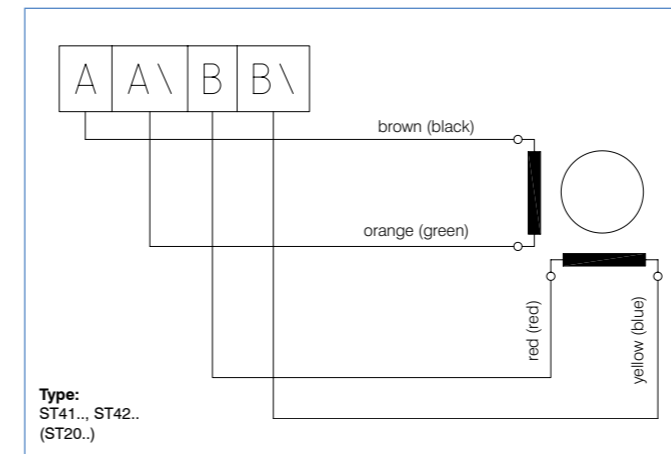 A A\ B B\
brown (black)
orange (green)
red (red)
yellow (blue)
Type:
ST41.., ST42..
(ST20..)